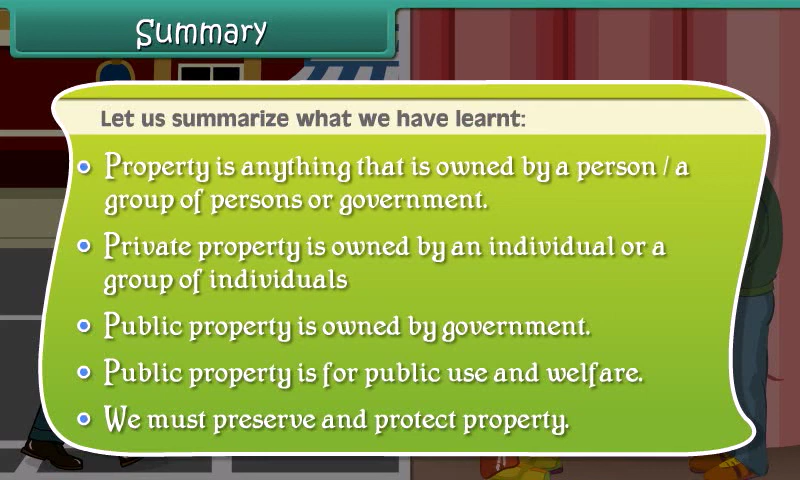 Summary
Let us summarize what we have learnt:
Property is anything that is owned by a person / a
group of persons or government.
Private property is owned by an individual or a
group of individuals
Public property is owned by government.
Public property is for public use and welfare.
We must preserve and protect property.